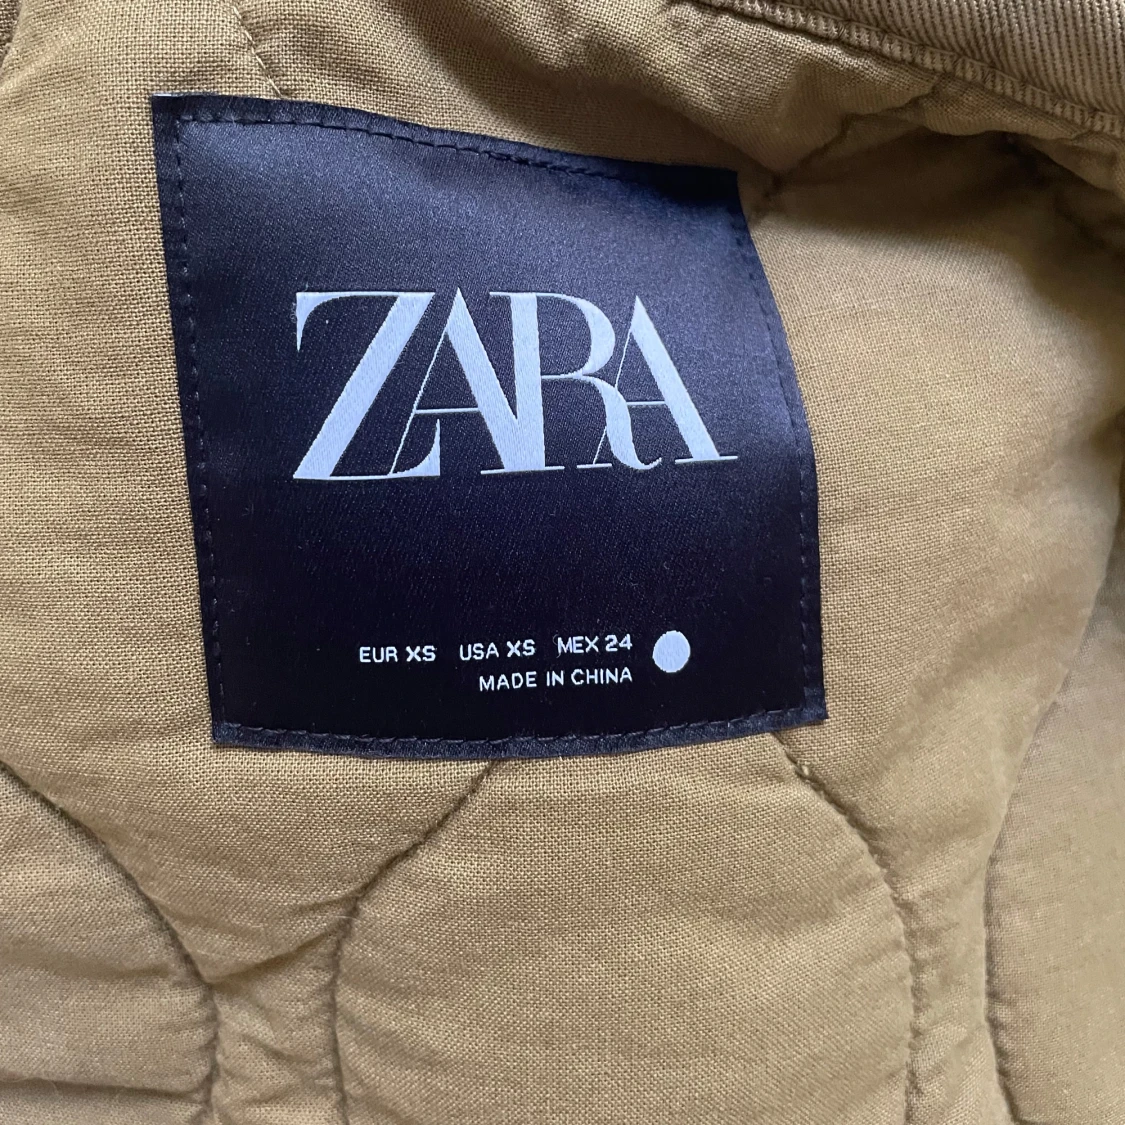 ZARA
EUR XS USA XS MEX 24
MADE IN CHINA